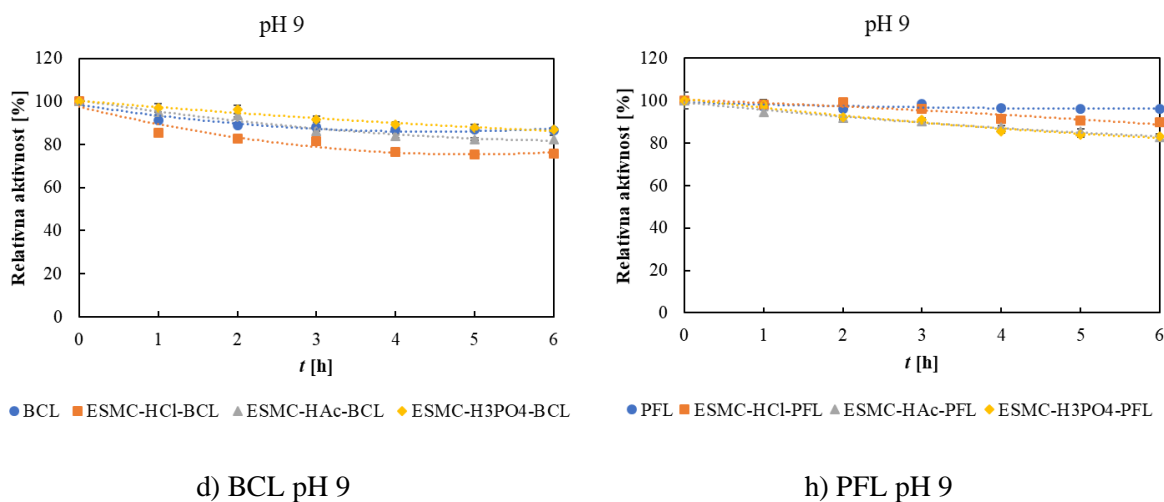 pH 9
Relativna aktivnost [%]
120
100
80
60
40
20
0
0 1 2 3 4 5 6
t [h]
BCL ESMC-HCl-BCL ESMC-HAc-BCL ESMC-H3PO4-BCL
d) BCL pH 9
pH 9
Relativna aktivnost [%]
120
100
80
60
40
20
0
0 1 2 3 4 5 6
t [h]
PFL ESMC-HCl-PFL ESMC-HAc-PFL ESMC-H3PO4-PFL
h) PFL pH 9